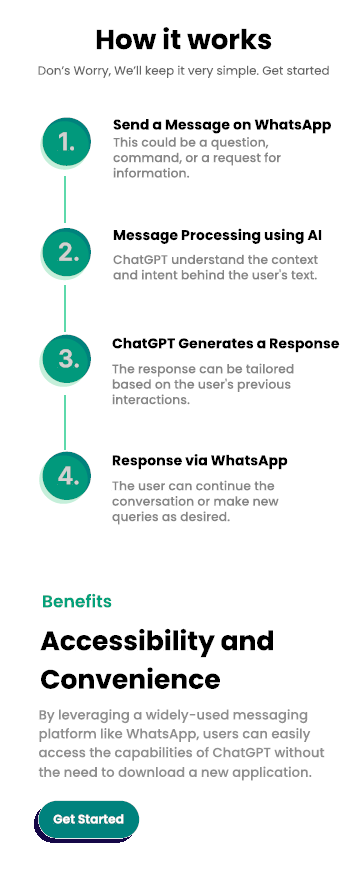 How it works
Don's Worry, We'll keep it very simple. Get started
1.
Send a Message on WhatsApp
This could be a question,
command, or a request for
information.
2.
Message Processing using AI
ChatGPT understand the context
and intent behind the user's text.
3.
ChatGPT Generates a Response
The response can be tailored
based on the user's previous
interactions.
4.
Response via WhatsApp
The user can continue the
conversation or make new
queries as desired.
Benefits
Accessibility and
Convenience
By leveraging a widely-used messaging
platform like WhatsApp, users can easily
access the capabilities of ChatGPT without
the need to download a new application.
Get Started